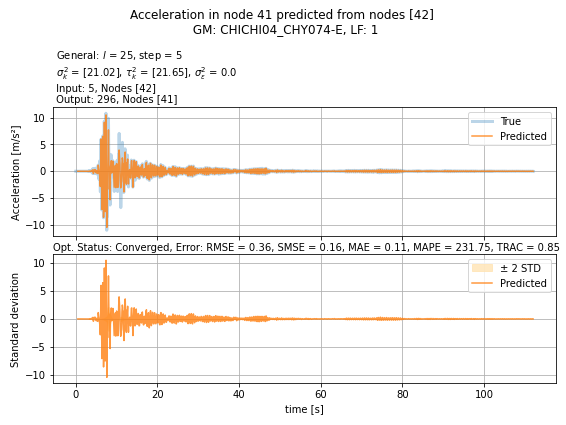 Acceleration in node 41 predicted from nodes [42]
GM: CHICHI04_CHY074-E, LF: 1
General: l = 25, step = 5
σ²ₖ = [21.02], τ²ₖ = [21.65], σ²ε = 0.0
Input: 5, Nodes [42]
Output: 296, Nodes [41]
10
5
0
−5
−10
Acceleration [m/s²]
True
Predicted
Opt. Status: Converged, Error: RMSE = 0.36, SMSE = 0.16, MAE = 0.11, MAPE = 231.75, TRAC = 0.85
10
5
0
−5
−10
Standard deviation
± 2 STD
Predicted
0 20 40 60 80 100
time [s]